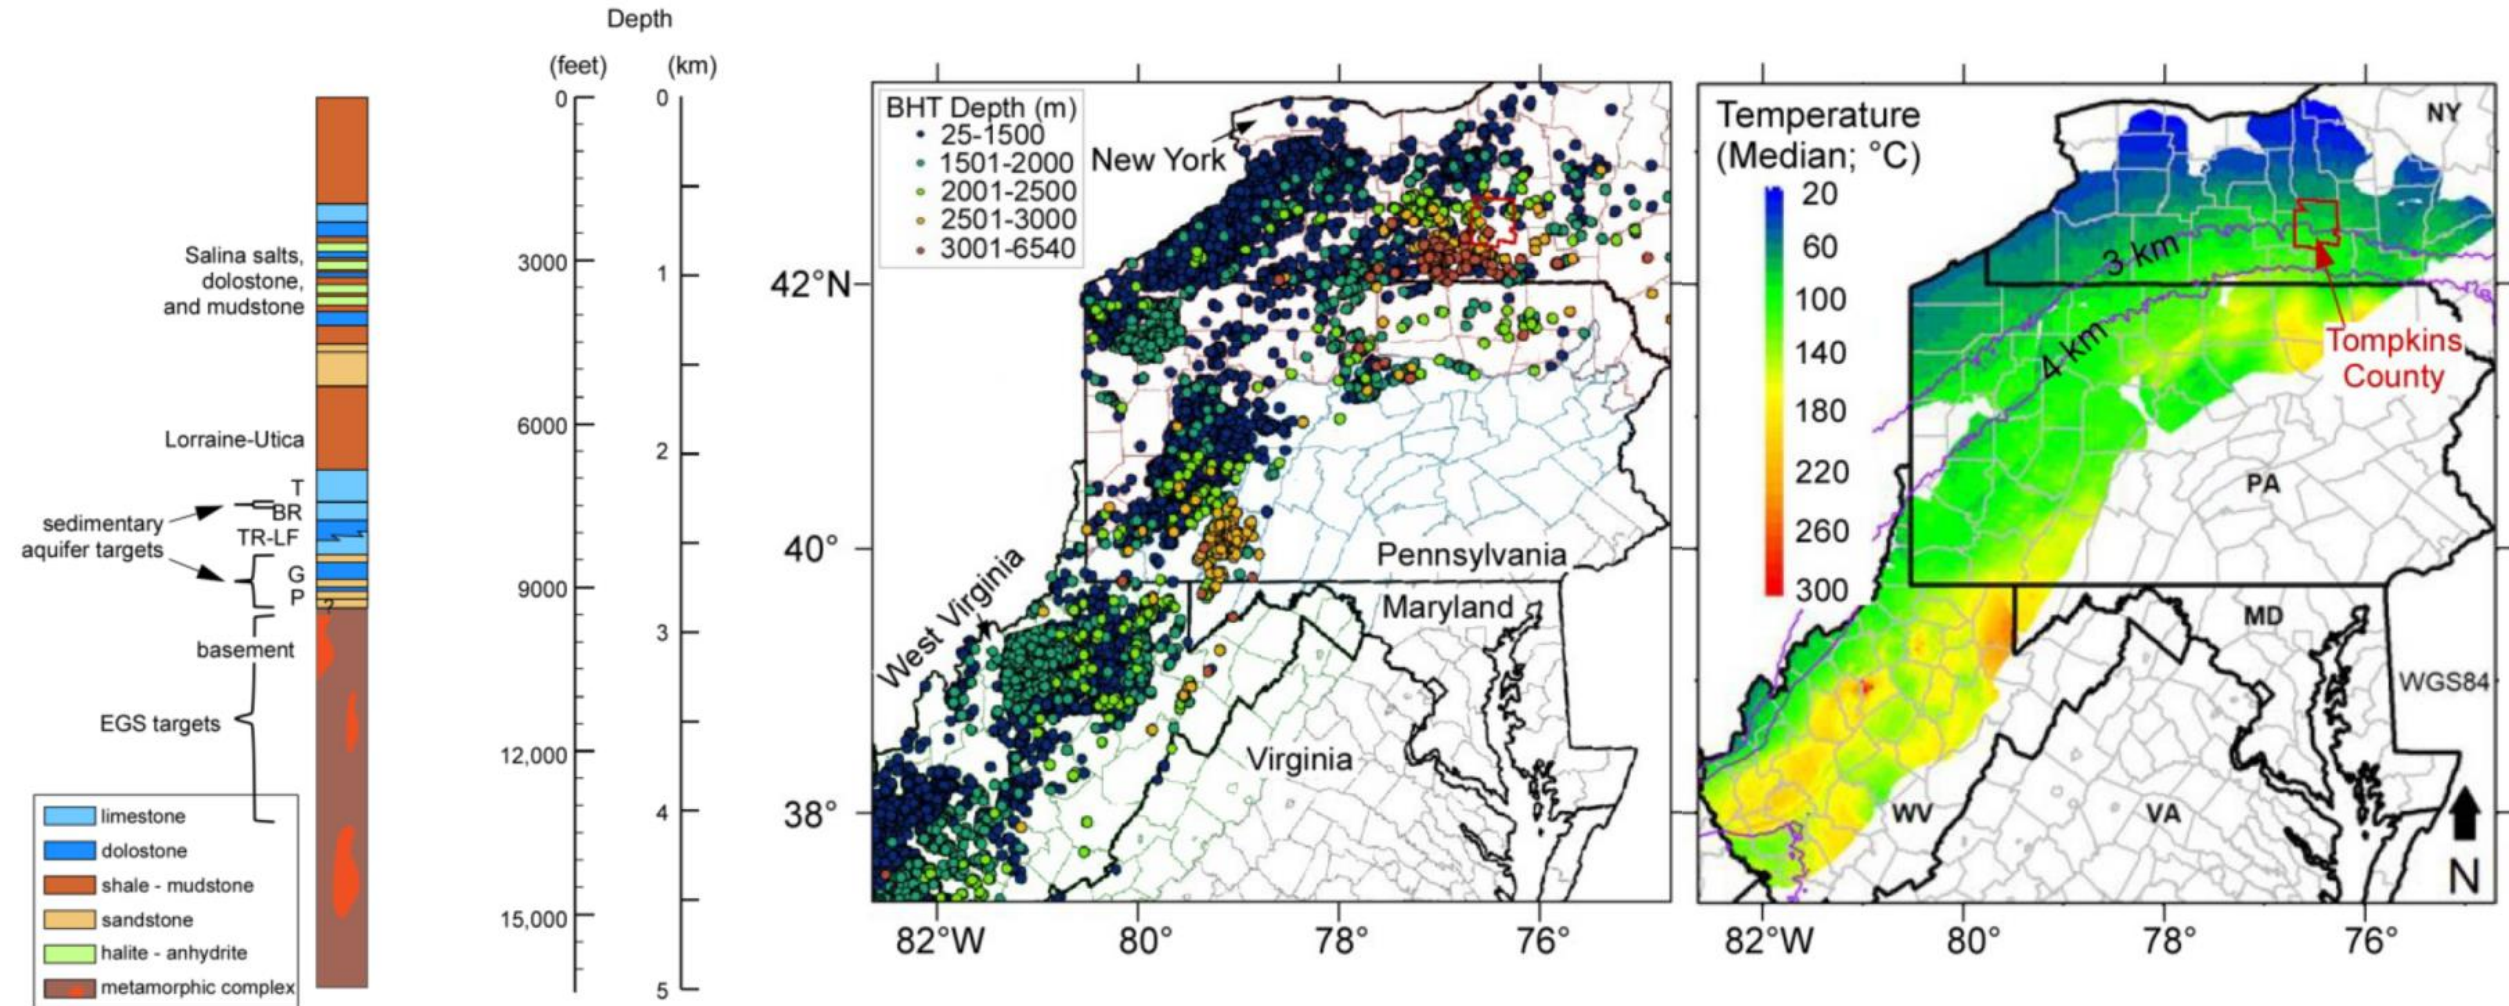 Depth
(feet)
(km)
0
3000
6000
9000
12,000
15,000
0
1
2
3
4
5
Salina salts,
dolostone,
and mudstone
Lorraine-Utica
T
BR
TR-LF
G
P
?
sedimentary
aquifer targets
basement
EGS targets
limestone
dolostone
shale - mudstone
sandstone
halite - anhydrite
metamorphic complex
BHT Depth (m)
25-1500
1501-2000
2001-2500
2501-3000
3001-6540
New York
Pennsylvania
Maryland
West Virginia
Virginia
42°N
40°
38°
82°W
80°
78°
76°
Temperature
(Median; °C)
20
60
100
140
180
220
260
300
NY
3 km
4 km
Tompkins
County
PA
MD
WGS84
WV
VA
N
82°W
80°
78°
76°